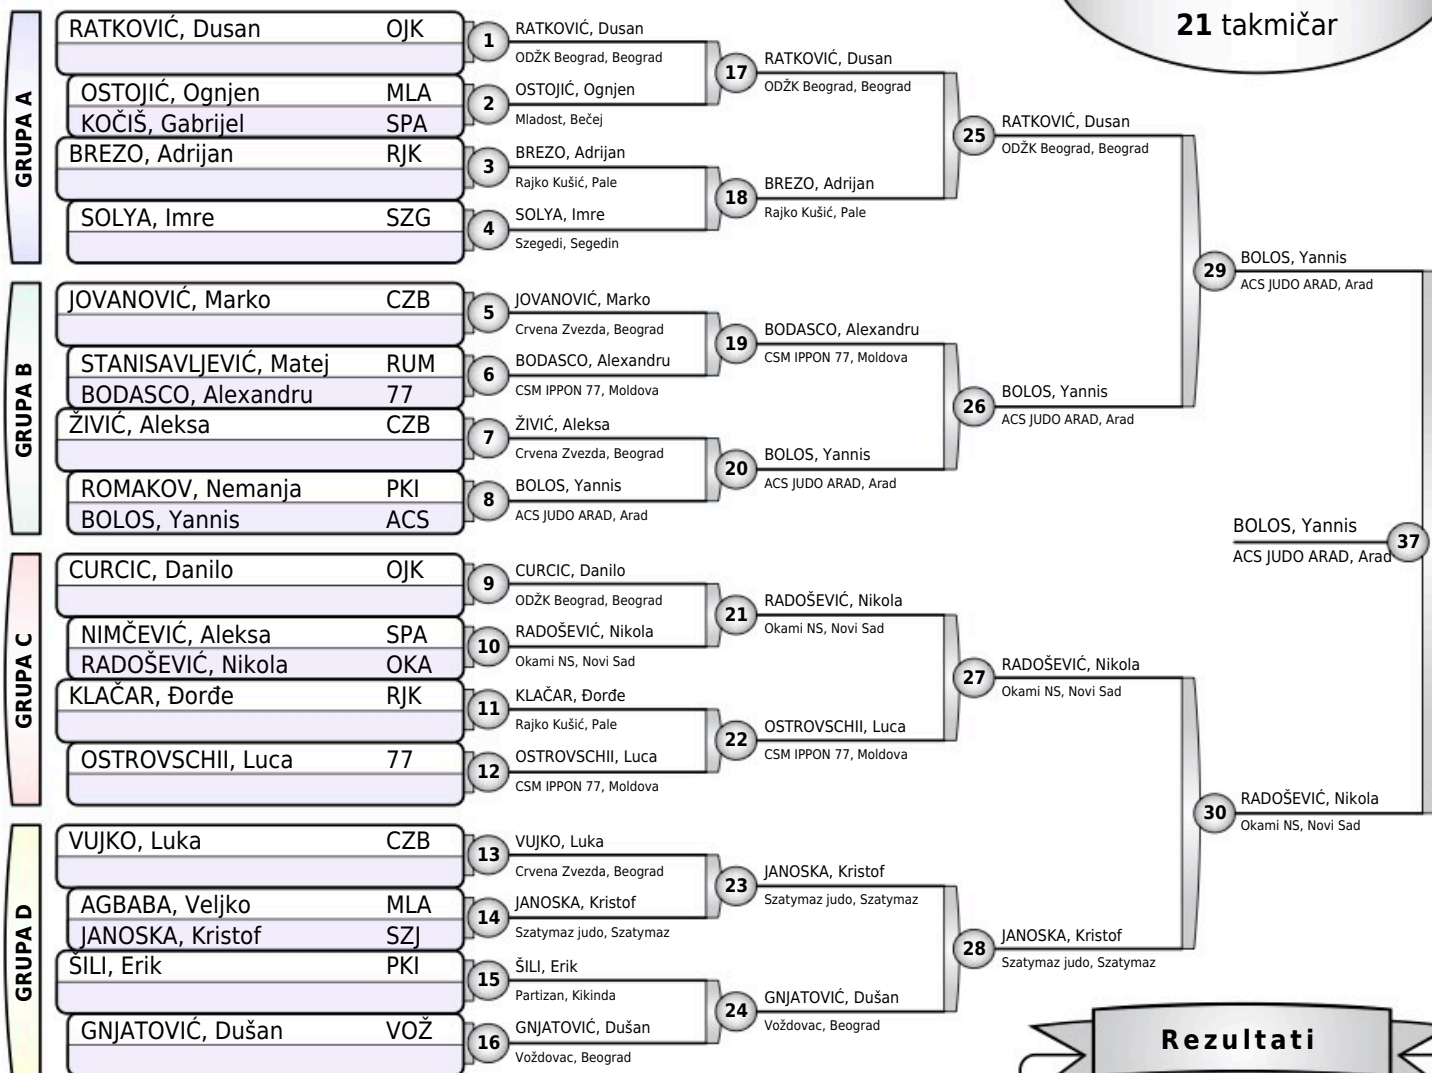 21 takmičar
GRUPA A
RATKOVIĆ, Dusan OJK
OSTOJIĆ, Ognjen MLA
KOČIŠ, Gabrijel SPA
BREZO, Adrijan RJK
SOLYA, Imre SZG
1
RATKOVIĆ, Dusan
ODŽK Beograd, Beograd
2
OSTOJIĆ, Ognjen
Mladost, Bečej
3
BREZO, Adrijan
Rajko Kušić, Pale
4
SOLYA, Imre
Szegedi, Segedin
17
RATKOVIĆ, Dusan
ODŽK Beograd, Beograd
18
BREZO, Adrijan
Rajko Kušić, Pale
25
RATKOVIĆ, Dusan
ODŽK Beograd, Beograd
GRUPA B
JOVANOVIĆ, Marko CZB
STANISAVLJEVIĆ, Matej RUM
BODASCO, Alexandru 77
ŽIVIĆ, Aleksa CZB
ROMAKOV, Nemanja PKI
BOLOS, Yannis ACS
5
JOVANOVIĆ, Marko
Crvena Zvezda, Beograd
6
BODASCO, Alexandru
CSM IPPON 77, Moldova
7
ŽIVIĆ, Aleksa
Crvena Zvezda, Beograd
8
BOLOS, Yannis
ACS JUDO ARAD, Arad
19
BODASCO, Alexandru
CSM IPPON 77, Moldova
20
BOLOS, Yannis
ACS JUDO ARAD, Arad
26
BOLOS, Yannis
ACS JUDO ARAD, Arad
29
BOLOS, Yannis
ACS JUDO ARAD, Arad
BOLOS, Yannis
ACS JUDO ARAD, Arad
37
GRUPA C
CURCIC, Danilo OJK
NIMČEVIĆ, Aleksa SPA
RADOŠEVIĆ, Nikola OKA
KLAČAR, Đorđe RJK
OSTROVSCHII, Luca 77
9
CURCIC, Danilo
ODŽK Beograd, Beograd
10
RADOŠEVIĆ, Nikola
Okami NS, Novi Sad
11
KLAČAR, Đorđe
Rajko Kušić, Pale
12
OSTROVSCHII, Luca
CSM IPPON 77, Moldova
21
RADOŠEVIĆ, Nikola
Okami NS, Novi Sad
22
OSTROVSCHII, Luca
CSM IPPON 77, Moldova
27
RADOŠEVIĆ, Nikola
Okami NS, Novi Sad
30
RADOŠEVIĆ, Nikola
Okami NS, Novi Sad
GRUPA D
VUJKO, Luka CZB
AGBABA, Veljko MLA
JANOSKA, Kristof SZJ
ŠILI, Erik PKI
GNJATOVIĆ, Dušan VOŽ
13
VUJKO, Luka
Crvena Zvezda, Beograd
14
JANOSKA, Kristof
Szatymaz judo, Szatymaz
15
ŠILI, Erik
Partizan, Kikinda
16
GNJATOVIĆ, Dušan
Voždovac, Beograd
23
JANOSKA, Kristof
Szatymaz judo, Szatymaz
24
GNJATOVIĆ, Dušan
Voždovac, Beograd
28
JANOSKA, Kristof
Szatymaz judo, Szatymaz
Rezultati